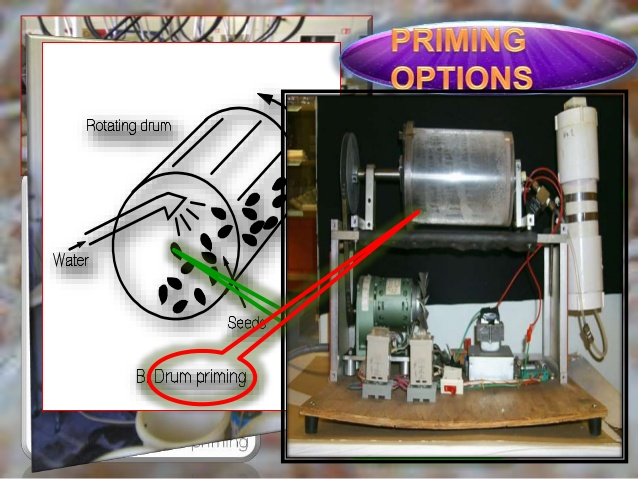 PRIMING
OPTIONS
Rotating drum
Water
Seeds
B. Drum priming
priming